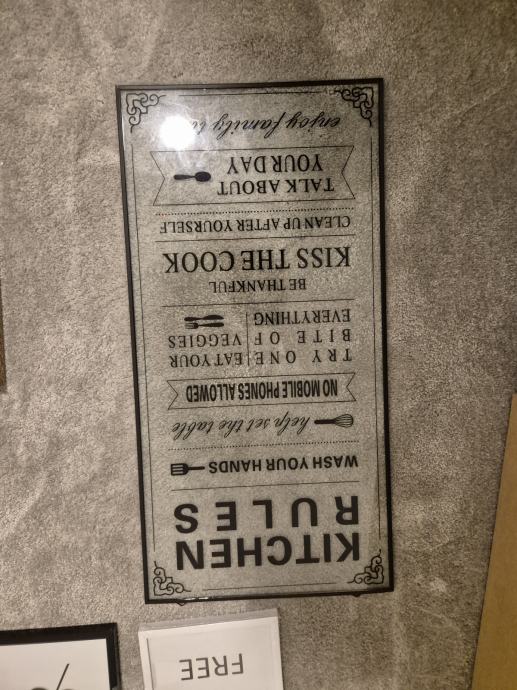 KITCHEN
RULES
WASH YOUR HANDS
help set the table
NO MOBILE PHONES ALLOWED
TRY ONE
BITE OF
EVERYTHING
EAT YOUR
VEGGIES
BE THANKFUL
KISS THE COOK
CLEAN UP AFTER YOURSELF
TALK ABOUT
YOUR DAY
enjoy family
FREE
%